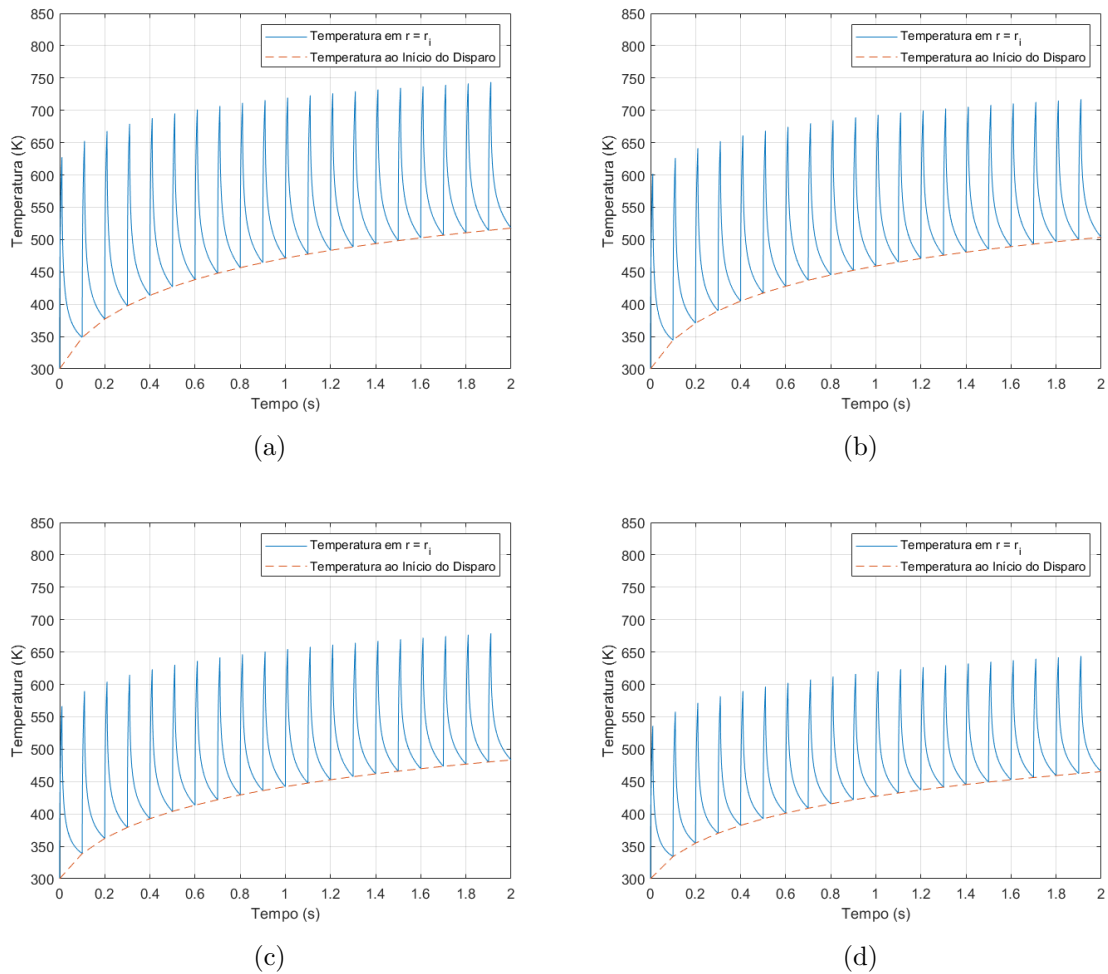 850
800
750
700
650
600
550
500
450
400
350
300
Temperatura (K)
Temperatura em r = r_i
Temperatura ao Início do Disparo
0 0.2 0.4 0.6 0.8 1 1.2 1.4 1.6 1.8 2
Tempo (s)
(a)
850
800
750
700
650
600
550
500
450
400
350
300
Temperatura (K)
Temperatura em r = r_i
Temperatura ao Início do Disparo
0 0.2 0.4 0.6 0.8 1 1.2 1.4 1.6 1.8 2
Tempo (s)
(b)
850
800
750
700
650
600
550
500
450
400
350
300
Temperatura (K)
Temperatura em r = r_i
Temperatura ao Início do Disparo
0 0.2 0.4 0.6 0.8 1 1.2 1.4 1.6 1.8 2
Tempo (s)
(c)
850
800
750
700
650
600
550
500
450
400
350
300
Temperatura (K)
Temperatura em r = r_i
Temperatura ao Início do Disparo
0 0.2 0.4 0.6 0.8 1 1.2 1.4 1.6 1.8 2
Tempo (s)
(d)